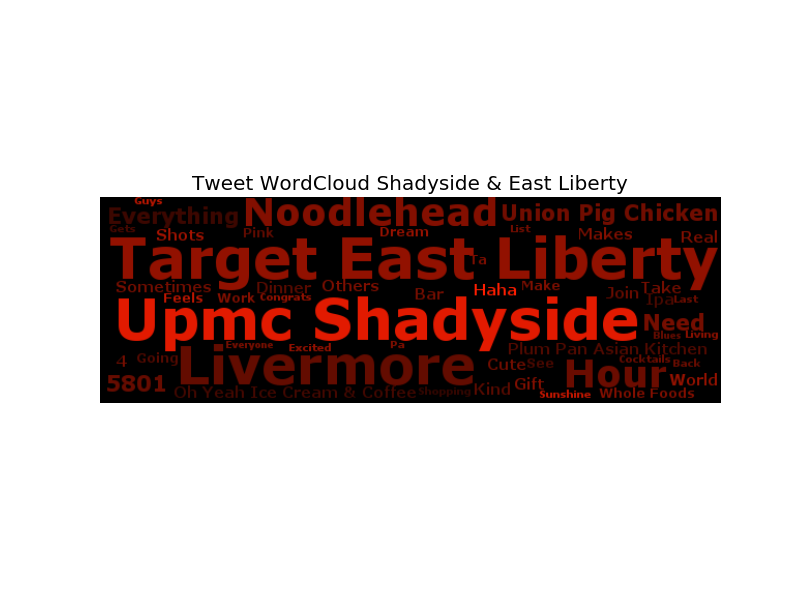 Tweet WordCloud Shadyside & East Liberty
Guys
Everything Noodlehead Union Pig Chicken
Gets Shots Pink Dream List Makes Real
Target East Liberty
Ta
Sometimes Dinner Others Haha Make Take
Feels Work Congrats Bar Join Ipa Last
Upmc Shadyside Need
Blues Living
Everyone Excited Pa Plum Pan Asian Kitchen
4 Going Livermore Cute See Cocktails Back
5801 Hour World
Oh Yeah Ice Cream & Coffee Shopping Kind Gift
Sunshine Whole Foods